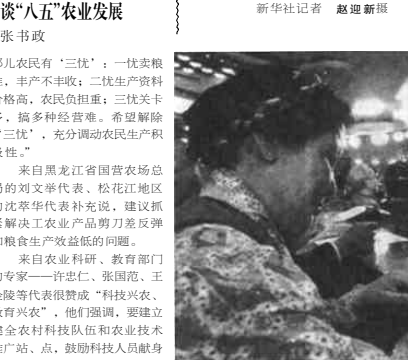 谈“八五”农业发展
张书政
儿农民有‘三忧’：一忧卖粮
，丰产不丰收；二忧生产资料
价格高，农民负担重；三忧关卡
，搞多种经营难。希望解除
‘三忧’，充分调动农民生产积
极性。”
来自黑龙江省国营农场总
局的刘文举代表、松花江地区
的沈萃华代表补充说，建议抓
紧解决工农业产品剪刀差反弹
和粮食生产效益低的问题。
来自农业科研、教育部门
的专家——许忠仁、张国范、王
金陵等代表很赞成“科技兴农、
教育兴农”，他们强调，要建立
健全农村科技队伍和农业技术
推广站、点，鼓励科技人员献身
新华社记者 赵迎新摄